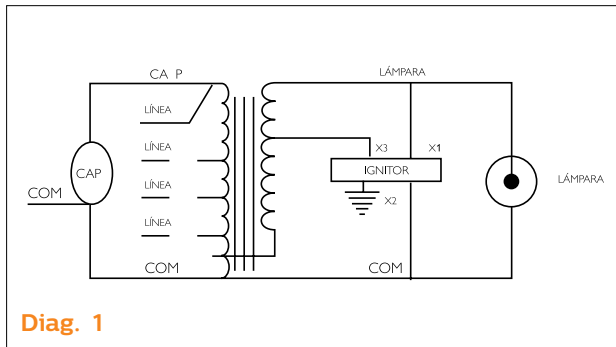 CA P
LÁMPARA
LÍNEA
X3
X1
LÍNEA
IGNITOR
CAP
LÁMPARA
LÍNEA
COM
X2
LÍNEA
COM
COM
Diag. 1